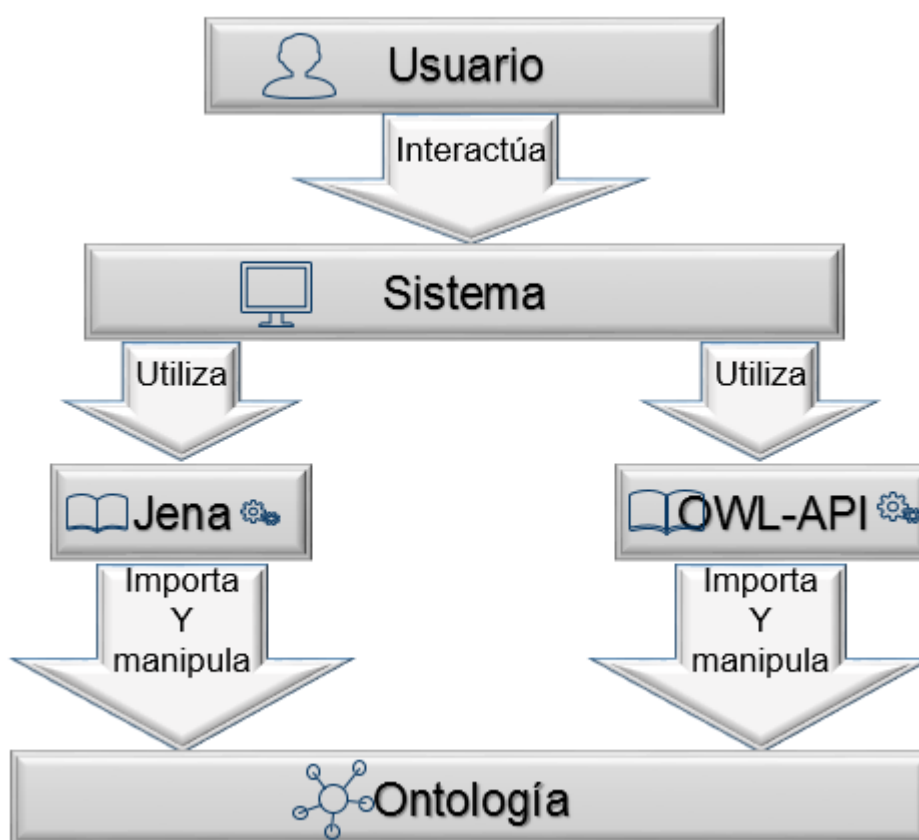 Usuario
Interactúa
Sistema
Utiliza
Utiliza
Jena
OWL-API
Importa
Y
manipula
Importa
Y
manipula
Ontología